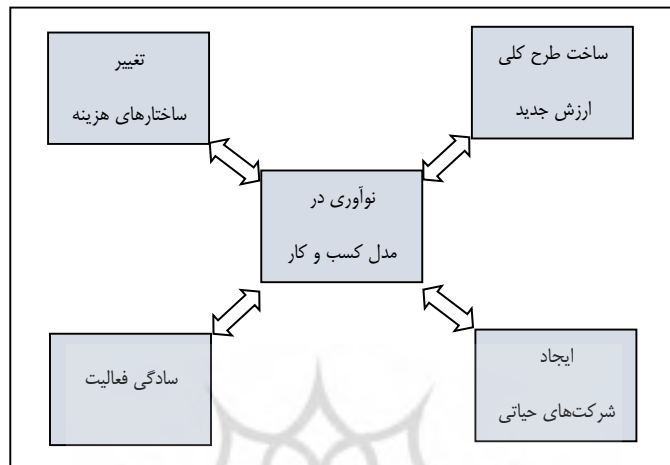 ساخت طرح کلی
ارزش جدید
تغییر
ساختارهای هزینه
نوآوری در
مدل کسب و کار
ایجاد
شرکت‌های حیاتی
سادگی فعالیت